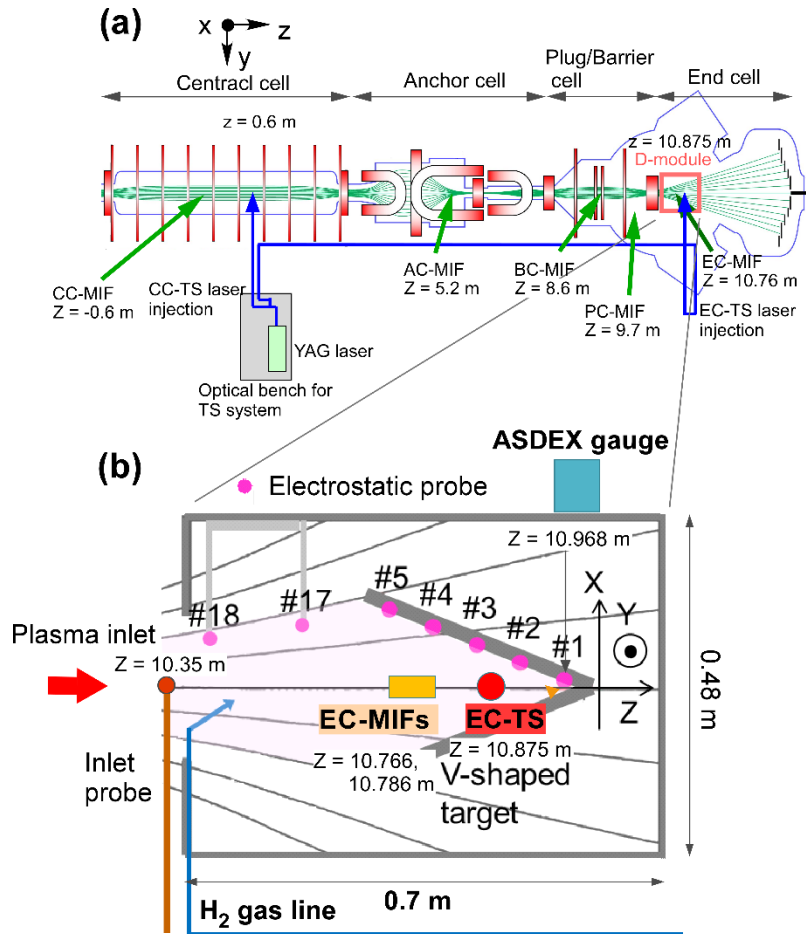 (a)
x
z
y
Centracl cell
Anchor cell
Plug/Barrier
cell
End cell
z = 0.6 m
z = 10.875 m
D-module
CC-MIF
Z = -0.6 m
CC-TS laser
injection
YAG laser
Optical bench for
TS system
AC-MIF
Z = 5.2 m
BC-MIF
Z = 8.6 m
PC-MIF
Z = 9.7 m
EC-MIF
Z = 10.76 m
EC-TS laser
injection
(b)
Electrostatic probe
ASDEX gauge
Z = 10.968 m
#5
#4
#3
#2
#1
#17
#18
X
Y
Z
Plasma inlet
Z = 10.35 m
EC-MIFs
EC-TS
Z = 10.766,
10.786 m
Z = 10.875 m
V-shaped
target
Inlet
probe
0.48 m
H₂ gas line
0.7 m